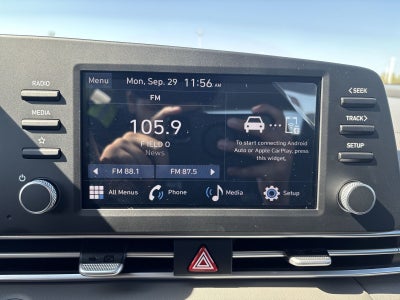 RADIO
MEDIA
Menu Mon, Sep. 29 11:56 AM
FM
105.9
FIELD O
News
FM 88.1 FM 87.5
To start connecting Android
Auto or Apple CarPlay, press
this widget.
All Menus Phone Media Setup
< SEEK
TRACK >
SETUP